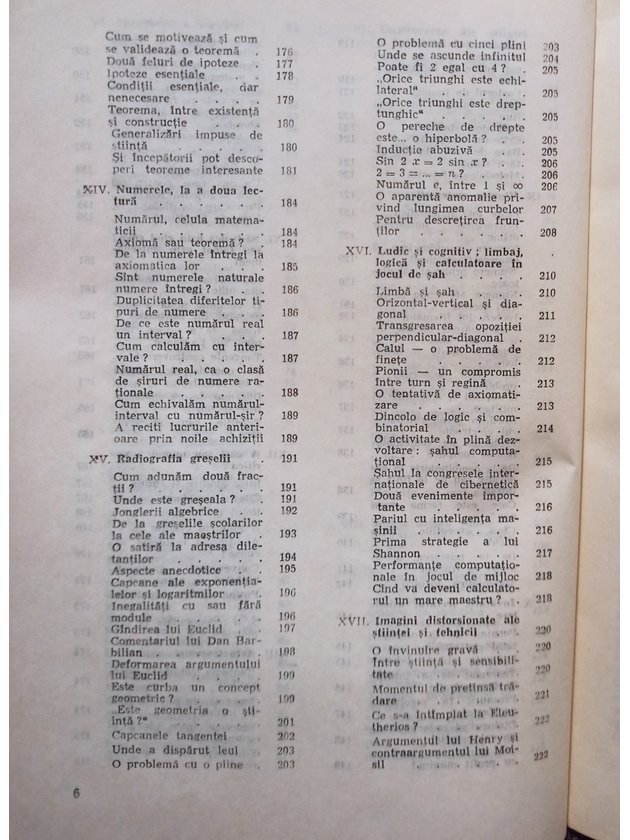 Cum se motivează și cum
se validează o teoremă . 176
Două feluri de ipoteze . 177
Ipoteze esențiale . . 178
Condiții esențiale, dar
nenecesare . . . . 179
Teorema, între existență
și construcție . . . 180
Generalizări impuse de
știință . . . . . 180
Și începătorii pot desco-
peri teoreme interesante 181
XIV. Numerele, la a doua lec-
tură . . . . . . 184
Numărul, celula matema-
ticii . . . . . . 184
Axiomă sau teoremă ? . 184
De la numerele întregi la
axiomatica lor . . . 185
Sînt numerele naturale
numere întregi ? . . 186
Duplicitatea diferitelor ti-
puri de numere . . . 186
De ce este numărul real
un interval ? . . . 187
Cum calculăm cu inter-
vale ? . . . . . 187
Numărul real, ca o clasă
de șiruri de numere ra-
ționale . . . . . 188
Cum echivalăm numărul-
interval cu numărul-șir ? 189
A reciti lucrurile anteri-
oare prin noile achiziții 189
XV. Radiografia greșelii . 191
Cum adunăm două frac-
ții ? . . . . . . 191
Unde este greșeala ? . 191
Jonglerii algebrice . . 192
De la greșelile școlarilor
la cele ale maeștrilor . 193
O satiră la adresa dile-
tanților . . . . . 194
Aspecte anecdotice . . 195
Capcane ale exponenția-
lelor și logaritmilor . 196
Inegalități cu sau fără
module . . . . . 196
Gîndirea lui Euclid . . 197
Comentariul lui Dan Bar-
bilian . . . . . 198
Deformarea argumentului
lui Euclid . . . . 199
Este curba un concept
geometric ? . . . . 199
„Este geometria o ști-
ință ?“ . . . . . 201
Capcanele tangentei . 202
Unde a dispărut leul . 203
O problemă cu o pîine . 203
O problemă cu cinci pîini 203
Unde se ascunde infinitul 204
Poate fi 2 egal cu 4 ? . 205
„Orice triunghi este echi-
lateral“ . . . . . 205
„Orice triunghi este drep-
tunghic“ . . . . . 205
O pereche de drepte
este... o hiperbolă ? . 205
Inducție abuzivă . . 205
Sin 2 x = 2 sin x ? . . 206
2 = 3 = ... = n ? . . 206
Numărul e, între 1 și ∞ 206
O aparentă anomalie pri-
vind lungimea curbelor 207
Pentru descrețirea frun-
ților . . . . . . 208
XVI. Ludic și cognitiv ; limbaj,
logică și calculatoare în
jocul de șah . . . . 210
Limbă și șah . . . 210
Orizontal-vertical și dia-
gonal . . . . . . 211
Transgresarea opoziției
perpendicular-diagonal . 212
Calul — o problemă de
finețe . . . . . 212
Pionii — un compromis
între turn și regină . 213
O tentativă de axiomati-
zare . . . . . . 213
Dincolo de logic și com-
binatorial . . . . 214
O activitate în plină dez-
voltare : șahul computa-
țional . . . . . 215
Șahul la congresele inter-
naționale de cibernetică 215
Două evenimente impor-
tante . . . . . . 216
Pariul cu inteligența ma-
șinii . . . . . . 216
Prima strategie a lui
Shannon . . . . 217
Performanțe computațio-
nale în jocul de mijloc 218
Cînd va deveni calculato-
rul un mare maestru ? . 218
XVII. Imagini distorsionate ale
științei și tehnicii . . 220
O învinuire gravă . . 220
Între știință și sensibili-
tate . . . . . . 220
Momentul de pretinsă tră-
dare . . . . . . 221
Ce s-a întîmplat la Eleu-
therios ? . . . . 222
Argumentul lui Henry și
contraargumentul lui Moi-
sil . . . . . . 222
6